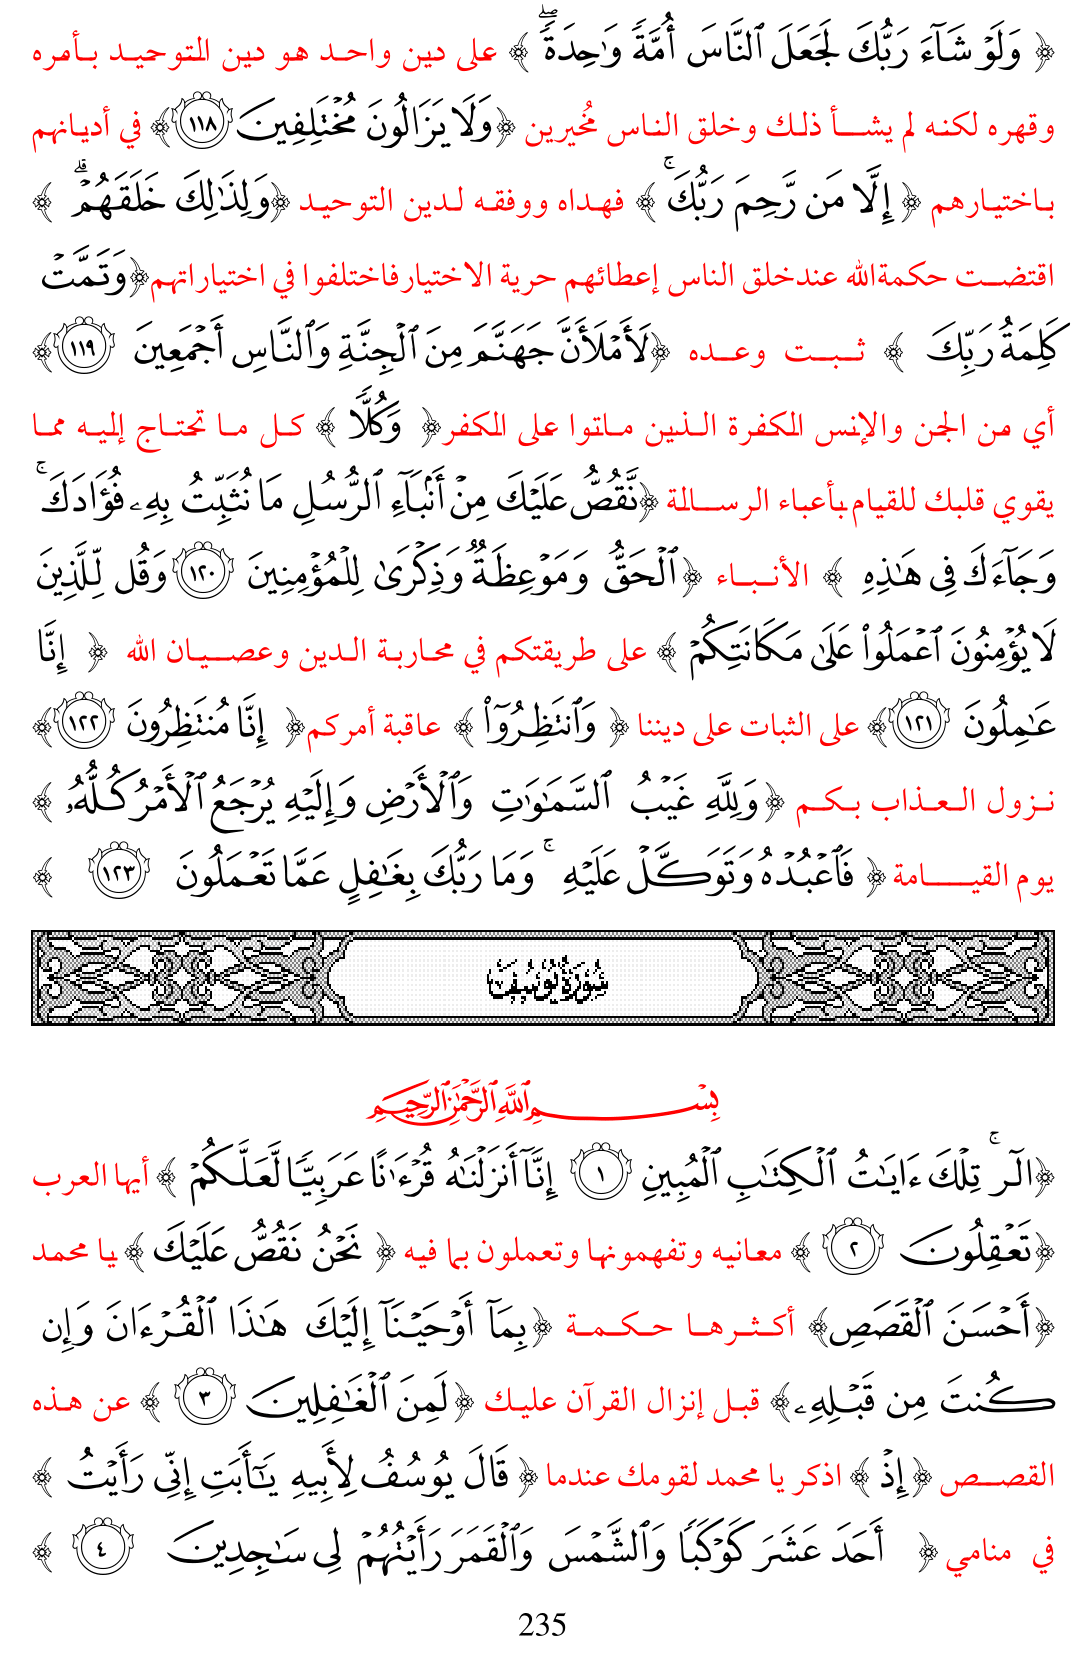 ﴿ وَلَوْ شَآءَ رَبُّكَ لَجَعَلَ ٱلنَّاسَ أُمَّةً وَٰحِدَةً ۖ ﴾ على دين واحد هو دين التوحيد بأمره
وقهره لكنه لم يشأ ذلك وخلق الناس مخُيرين ﴿وَلَا يَزَالُونَ مُخْتَلِفِينَ ١١٨﴾ في أديانهم
باختيارهم ﴿ إِلَّا مَن رَّحِمَ رَبُّكَ ۚ ﴾ فهداه ووفقه لدين التوحيد ﴿وَلِذَٰلِكَ خَلَقَهُمْ ۗ ﴾
اقتضت حكمةالله عندخلق الناس إعطائهم حرية الاختيارفاختلفوا في اختياراتهم﴿وَتَمَّتْ
كَلِمَةُ رَبِّكَ ﴾ ثبت وعده ﴿لَأَمْلَأَنَّ جَهَنَّمَ مِنَ ٱلْجِنَّةِ وَٱلنَّاسِ أَجْمَعِينَ ١١٩﴾
أي من الجن والإنس الكفرة الذين ماتوا على الكفر﴿ وَكُلًّا ﴾ كل ما تحتاج إليه مما
يقوي قلبك للقيام بأعباء الرسالة ﴿نَّقُصُّ عَلَيْكَ مِنْ أَنۢبَآءِ ٱلرُّسُلِ مَا نُثَبِّتُ بِهِۦ فُؤَادَكَ ۚ
وَجَآءَكَ فِى هَٰذِهِ ﴾ الأنباء ﴿ٱلْحَقُّ وَمَوْعِظَةٌ وَذِكْرَىٰ لِلْمُؤْمِنِينَ ١٢٠ وَقُل لِّلَّذِينَ
لَا يُؤْمِنُونَ ٱعْمَلُوا۟ عَلَىٰ مَكَانَتِكُمْ ﴾ على طريقتكم في محاربة الدين وعصيان الله ﴿ إِنَّا
عَٰمِلُونَ ١٢١﴾ على الثبات على ديننا ﴿ وَٱنتَظِرُوٓا۟ ﴾ عاقبة أمركم﴿ إِنَّا مُنتَظِرُونَ ١٢٢﴾
نزول العذاب بكم ﴿وَلِلَّهِ غَيْبُ ٱلسَّمَٰوَٰتِ وَٱلْأَرْضِ وَإِلَيْهِ يُرْجَعُ ٱلْأَمْرُ كُلُّهُۥ ﴾
يوم القيامة ﴿ فَٱعْبُدْهُ وَتَوَكَّلْ عَلَيْهِ ۚ وَمَا رَبُّكَ بِغَٰفِلٍ عَمَّا تَعْمَلُونَ ١٢٣ ﴾
سُورَةُ يُوسُفَ
بِسْمِ ٱللَّهِ ٱلرَّحْمَٰنِ ٱلرَّحِيمِ
﴿الٓر ۚ تِلْكَ ءَايَٰتُ ٱلْكِتَٰبِ ٱلْمُبِينِ ١ إِنَّآ أَنزَلْنَٰهُ قُرْءَٰنًا عَرَبِيًّا لَّعَلَّكُمْ ﴾ أيها العرب
﴿تَعْقِلُونَ ٢ ﴾ معانيه وتفهمونها وتعملون بما فيه ﴿ نَحْنُ نَقُصُّ عَلَيْكَ ﴾ يا محمد
﴿أَحْسَنَ ٱلْقَصَصِ﴾ أكثرها حكمة ﴿بِمَآ أَوْحَيْنَآ إِلَيْكَ هَٰذَا ٱلْقُرْءَانَ وَإِن
كُنتَ مِن قَبْلِهِۦ﴾ قبل إنزال القرآن عليك ﴿لَمِنَ ٱلْغَٰفِلِينَ ٣ ﴾ عن هذه
القصص ﴿إِذْ ﴾ اذكر يا محمد لقومك عندما ﴿ قَالَ يُوسُفُ لِأَبِيهِ يَٰٓأَبَتِ إِنِّى رَأَيْتُ ﴾
في منامي ﴿ أَحَدَ عَشَرَ كَوْكَبًا وَٱلشَّمْسَ وَٱلْقَمَرَ رَأَيْتُهُمْ لِى سَٰجِدِينَ ٤ ﴾
235